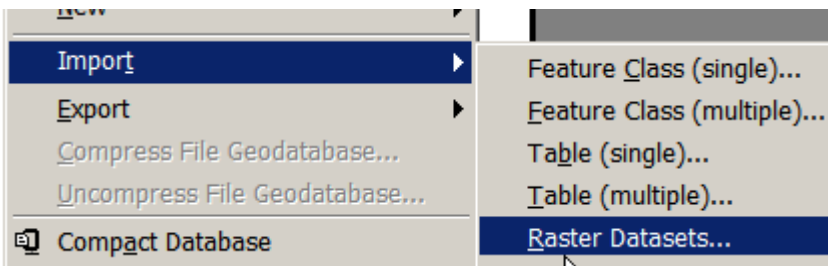 New
Import
Export
Compress File Geodatabase...
Uncompress File Geodatabase...
Compact Database
Feature Class (single)...
Feature Class (multiple)...
Table (single)...
Table (multiple)...
Raster Datasets...